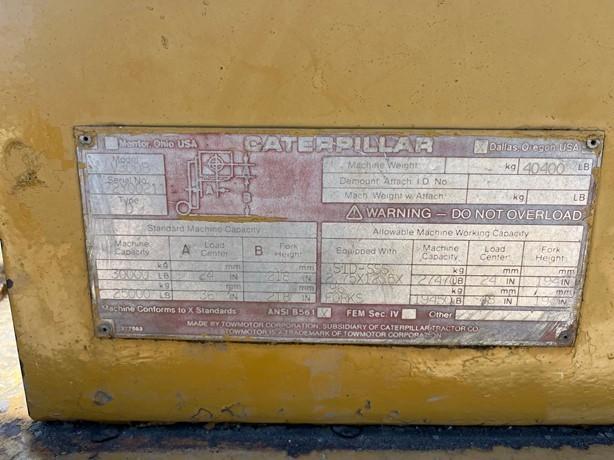 Mentor, Ohio USA CATERPILLAR X Dallas, Oregon USA
Model
Serial No.
Type D
A B
Machine Weight kg 40400 LB
Demount. Attach. I.D. No.
Mach. Weight w/Attach. kg LB
WARNING — DO NOT OVERLOAD
Standard Machine Capacity Allowable Machine Working Capacity
Machine Capacity A Load Center B Fork Height Equipped With Machine Capacity Load Center Fork Height
kg mm mm kg mm mm
30000 LB 24 IN 218 IN LB 24 IN IN
kg mm mm kg mm mm
25000 LB IN 218 IN FORKS 19450 LB IN IN
Machine Conforms to X Standards ANSI B56.1 X FEM Sec. IV Other
MADE BY TOWMOTOR CORPORATION, SUBSIDIARY OF CATERPILLAR TRACTOR CO.
TOWMOTOR IS A TRADEMARK OF TOWMOTOR CORPORATION